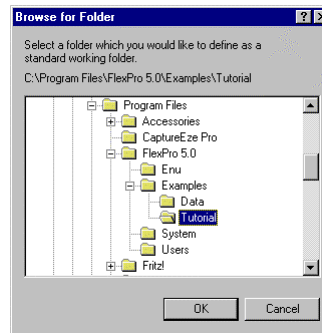 Browse for Folder
Select a folder which you would like to define as a
standard working folder.
C:\Program Files\FlexPro 5.0\Examples\Tutorial
Program Files
Accessories
CaptureEze Pro
FlexPro 5.0
Enu
Examples
Data
Tutorial
System
Users
Fritz!
OK Cancel